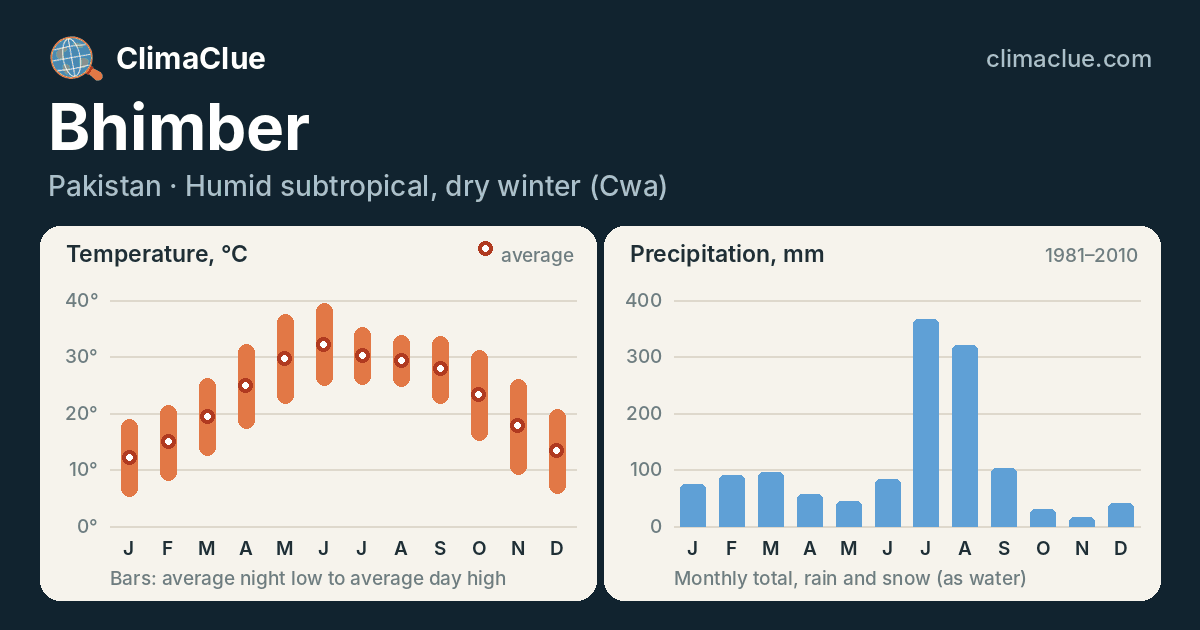 ClimaClue
climaclue.com
Bhimber
Pakistan · Humid subtropical, dry winter (Cwa)
Temperature, °C
average
40°
30°
20°
10°
0°
J F M A M J J A S O N D
Bars: average night low to average day high
Precipitation, mm
1981–2010
400
300
200
100
0
J F M A M J J A S O N D
Monthly total, rain and snow (as water)